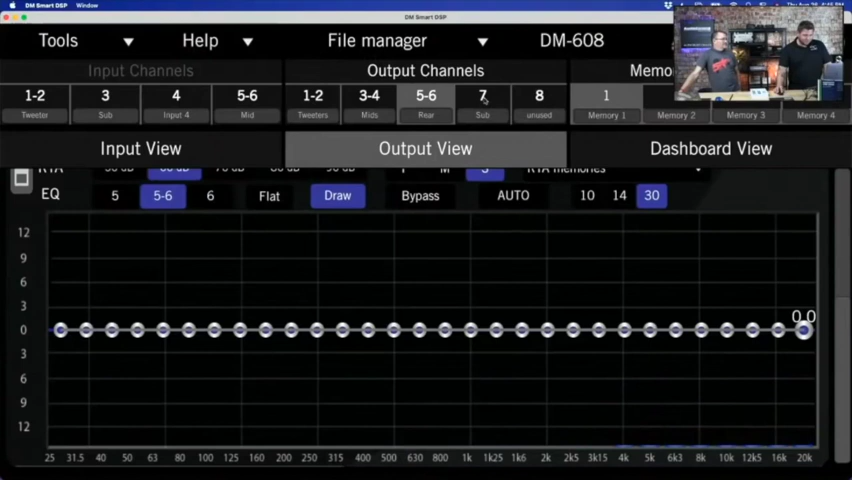 DM Smart DSP Window
DM Smart DSP
Tools Help File manager DM-608
Input Channels Output Channels
1-2 3 4 5-6 1-2 3-4 5-6 7 8 1
Tweeter Sub Input 4 Mid Tweeters Mids Rear Sub unused Memory 1 Memory 2 Memory 3 Memory 4
Input View Output View Dashboard View
EQ 5 5-6 6 Flat Draw Bypass AUTO 10 14 30
12
9
6
3
0
3
6
9
12
0.0
25 31.5 40 50 63 80 100 125 160 200 250 315 400 500 630 800 1k 1k25 1k6 2k 2k5 3k15 4k 5k 6k3 8k 10k 12k5 16k 20k